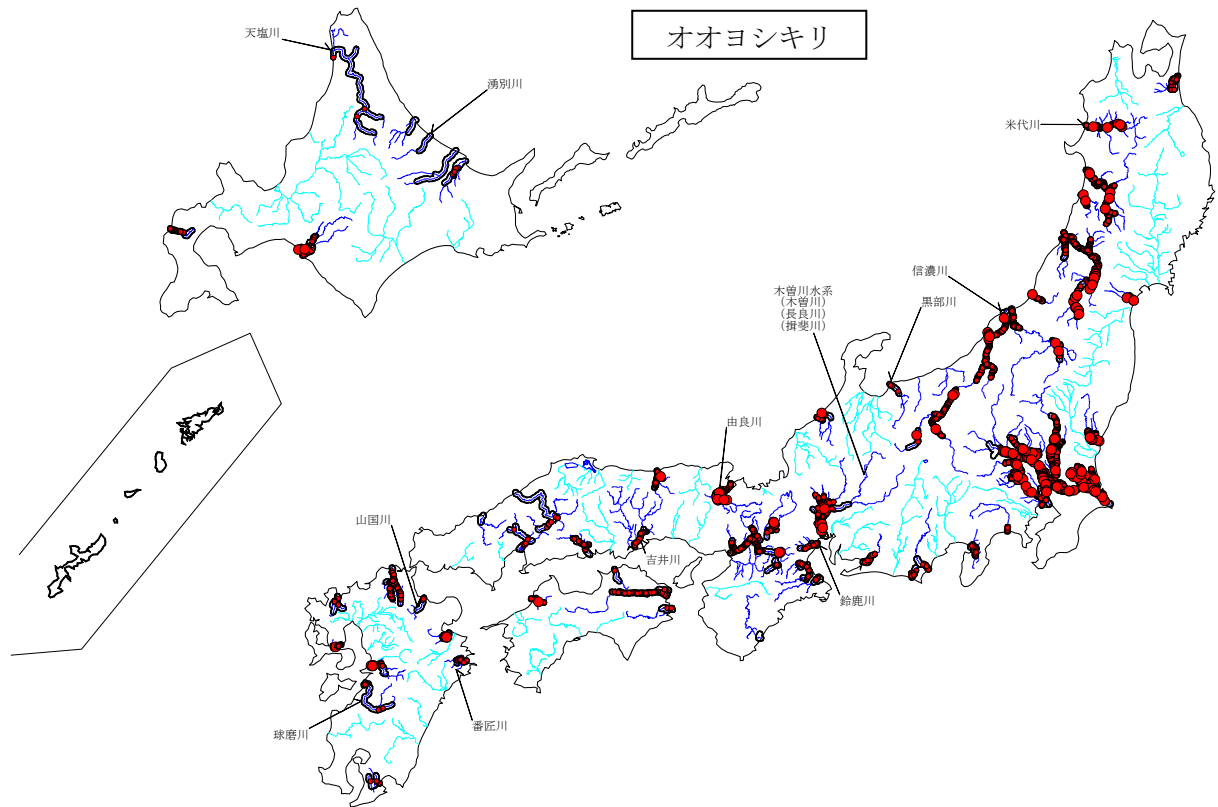 オオヨシキリ
天塩川
湧別川
米代川
信濃川
黒部川
木曽川水系
(木曽川)
(長良川)
(揖斐川)
由良川
山国川
吉井川
鈴鹿川
番匠川
球磨川